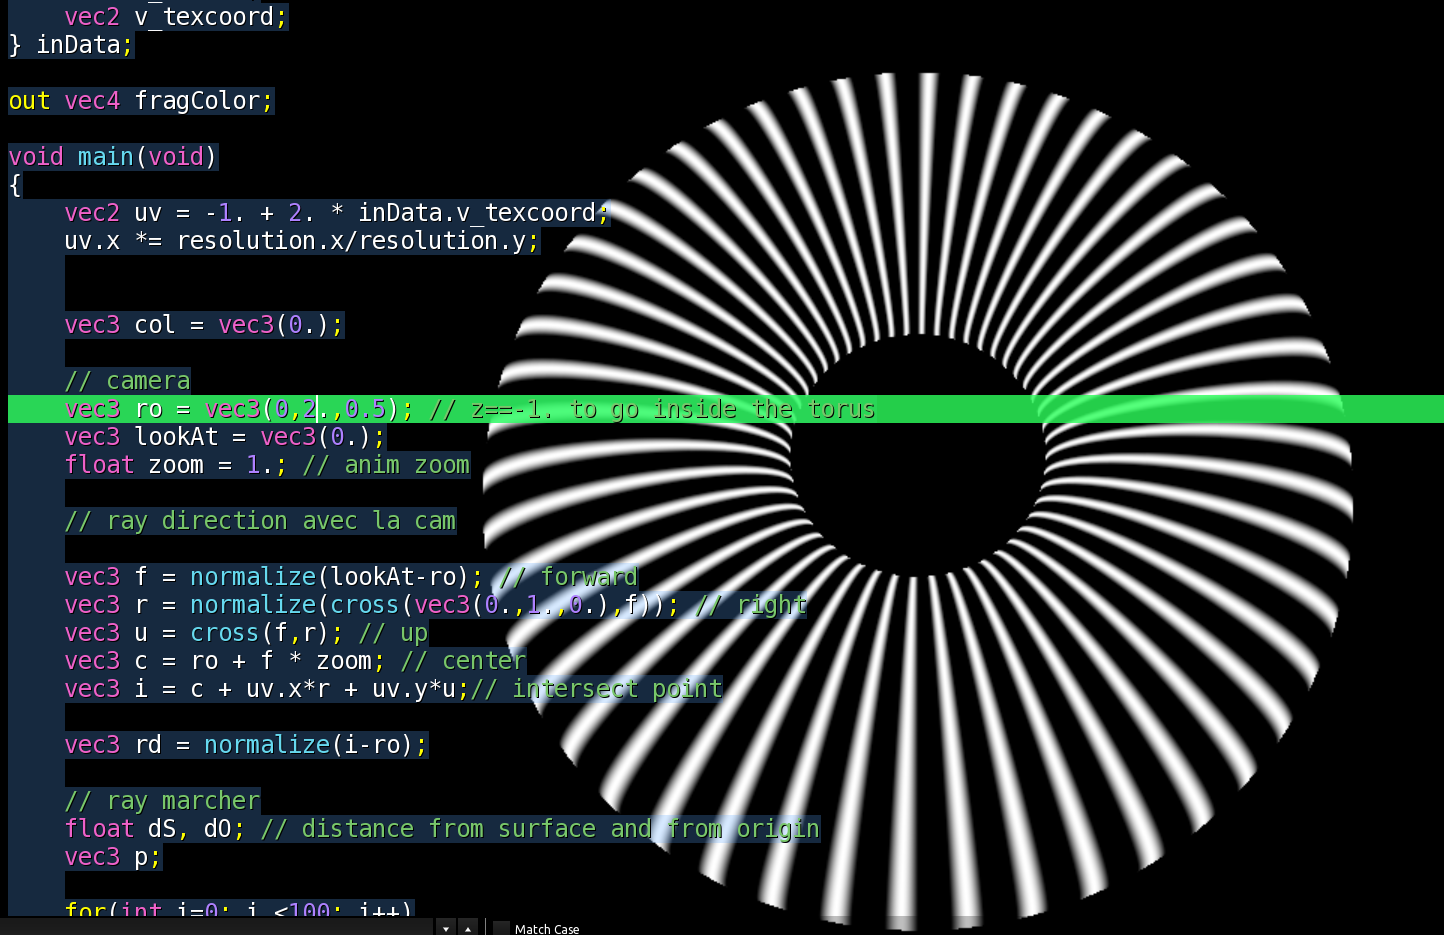 vec2 v_texcoord;
} inData;
out vec4 fragColor;
void main(void)
{
vec2 uv = -1. + 2. * inData.v_texcoord;
uv.x *= resolution.x/resolution.y;
vec3 col = vec3(0.);
// camera
vec3 ro = vec3(0,2.,0.5); // z==-1. to go inside the torus
vec3 lookAt = vec3(0.);
float zoom = 1.; // anim zoom
// ray direction avec la cam
vec3 f = normalize(lookAt-ro); // forward
vec3 r = normalize(cross(vec3(0.,1.,0.),f)); // right
vec3 u = cross(f,r); // up
vec3 c = ro + f * zoom; // center
vec3 i = c + uv.x*r + uv.y*u;// intersect point
vec3 rd = normalize(i-ro);
// ray marcher
float dS, dO; // distance from surface and from origin
vec3 p;
for(int i=0; i <100; i++)
Match Case